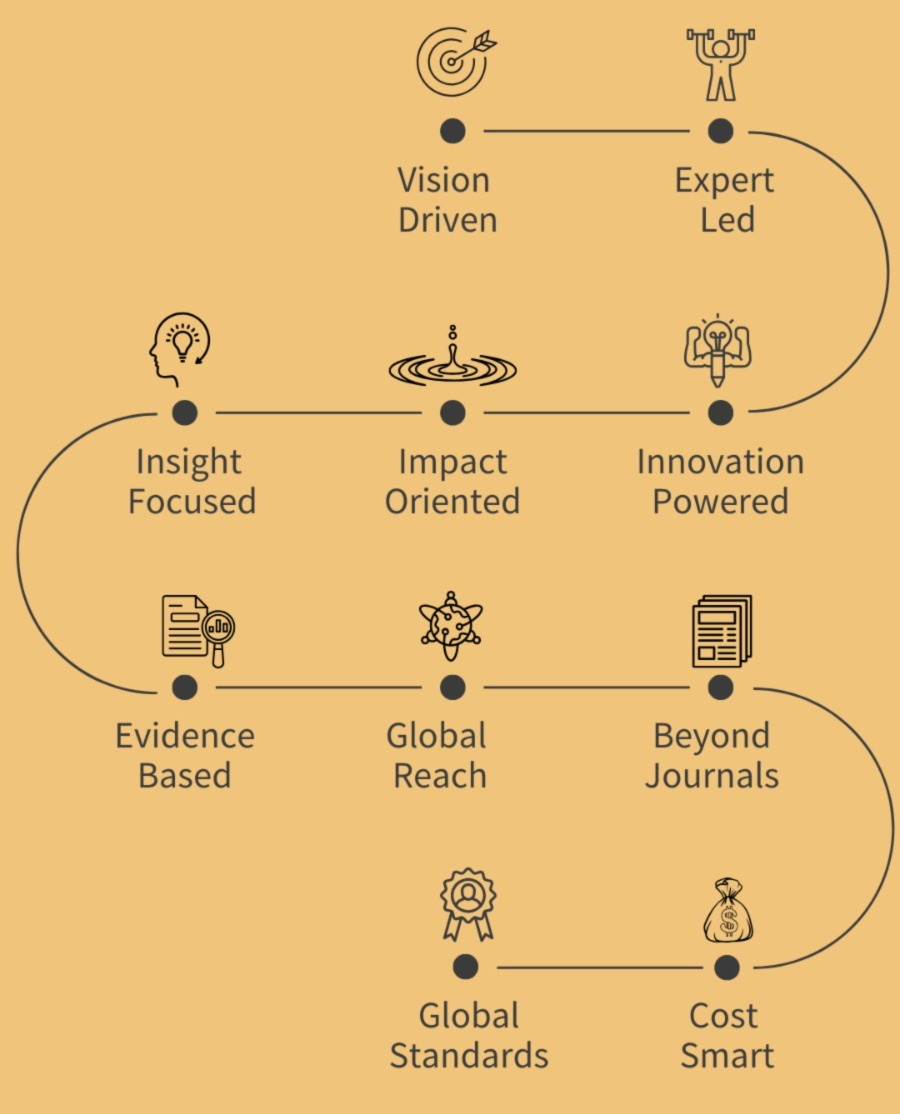 Vision
Driven
Expert
Led
Insight
Focused
Impact
Oriented
Innovation
Powered
Evidence
Based
Global
Reach
Beyond
Journals
$
Global
Standards
Cost
Smart